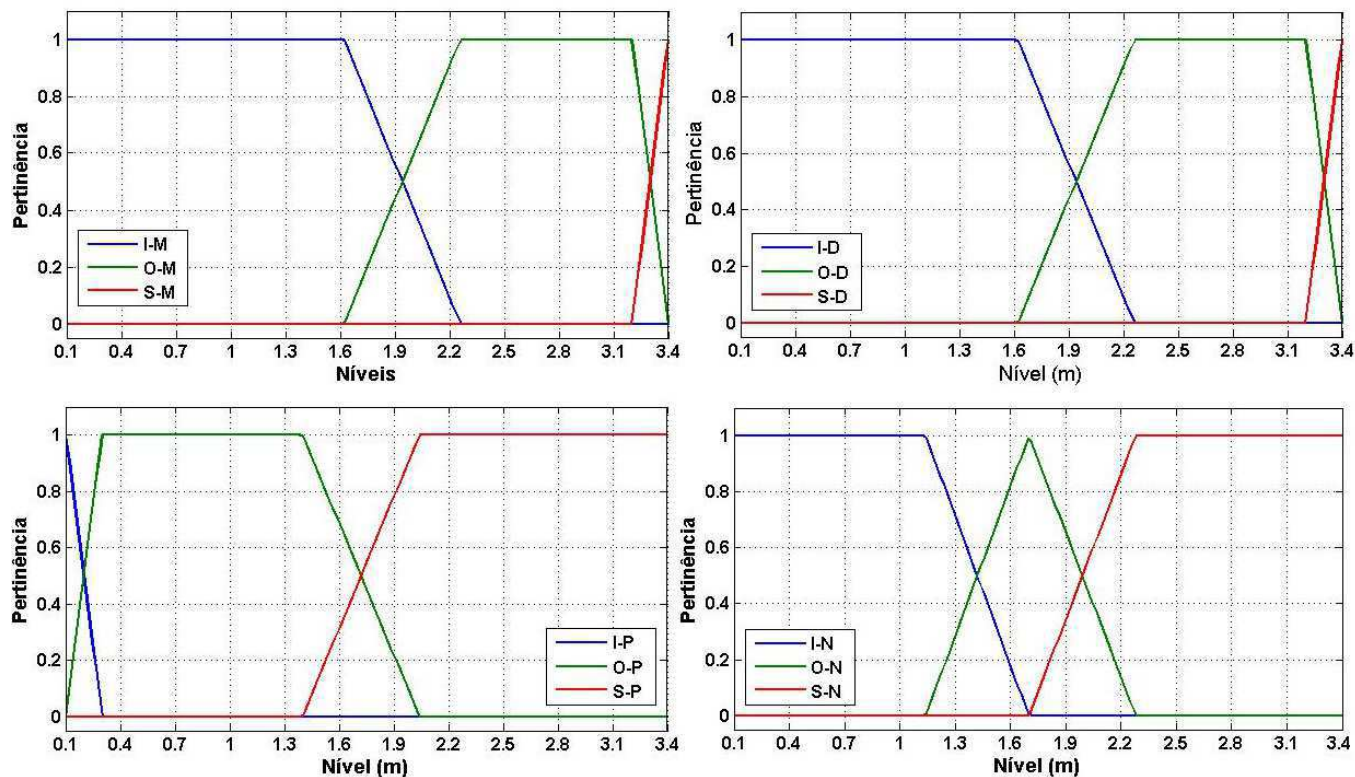 1
0.8
0.6
0.4
0.2
0
Pertinência
I-M
O-M
S-M
0.1 0.4 0.7 1 1.3 1.6 1.9 2.2 2.5 2.8 3.1 3.4
Níveis
1
0.8
0.6
0.4
0.2
0
Pertinência
I-D
O-D
S-D
0.1 0.4 0.7 1 1.3 1.6 1.9 2.2 2.5 2.8 3.1 3.4
Nível (m)
1
0.8
0.6
0.4
0.2
0
Pertinência
I-P
O-P
S-P
0.1 0.4 0.7 1 1.3 1.6 1.9 2.2 2.5 2.8 3.1 3.4
Nível (m)
1
0.8
0.6
0.4
0.2
0
Pertinência
I-N
O-N
S-N
0.1 0.4 0.7 1 1.3 1.6 1.9 2.2 2.5 2.8 3.1 3.4
Nível (m)